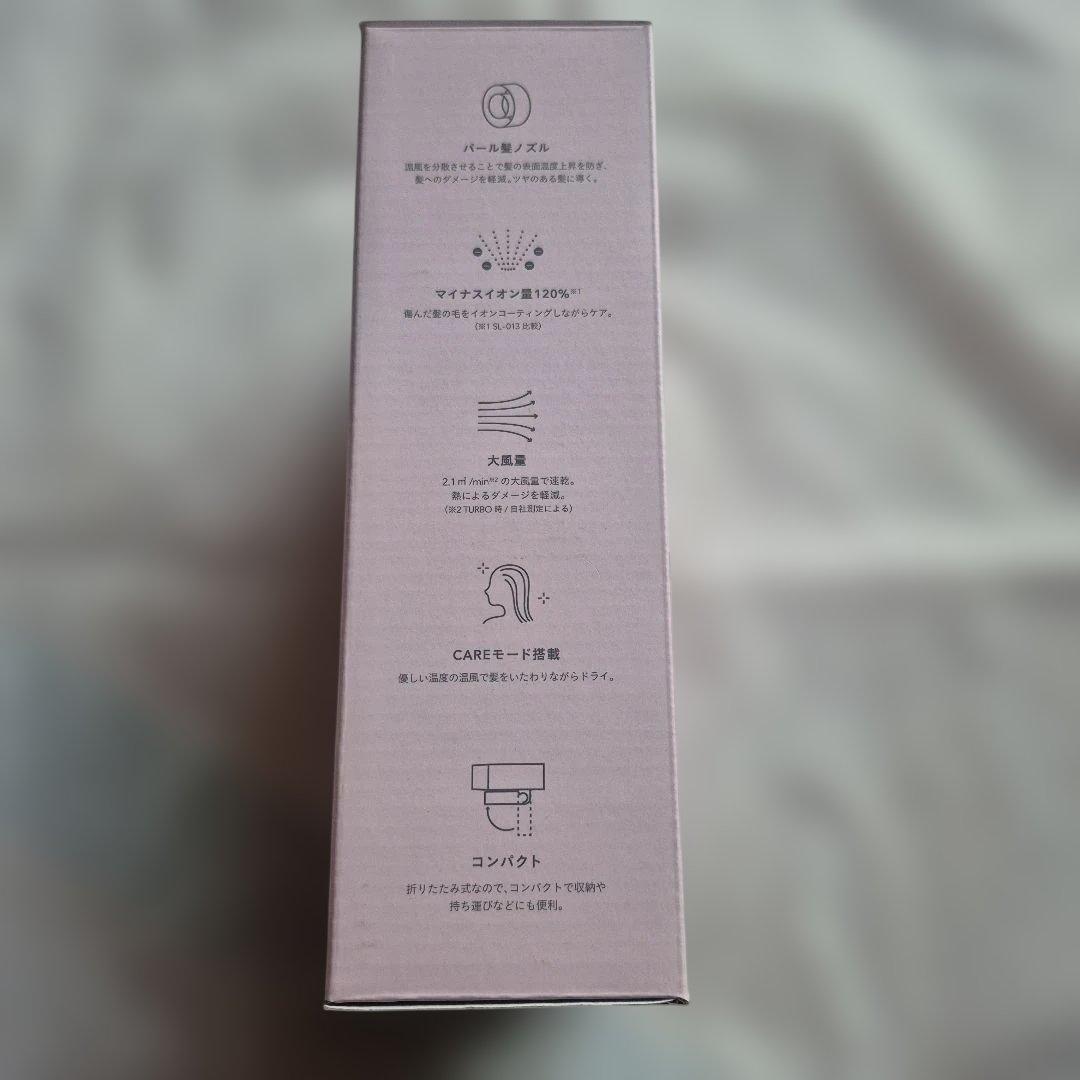 パール髪ノズル
温風を分散させることで髪の表面温度上昇を防ぎ、
髪へのダメージを軽減。ツヤのある髪に導く。
マイナスイオン量120%※1
傷んだ髪の毛をイオンコーティングしながらケア。
(※1 SL-013 比較)
大風量
2.1㎥/min※2 の大風量で速乾。
熱によるダメージを軽減。
(※2 TURBO 時 / 自社測定による)
CAREモード搭載
優しい温度の温風で髪をいたわりながらドライ。
コンパクト
折りたたみ式なので、コンパクトで収納や
持ち運びなどにも便利。